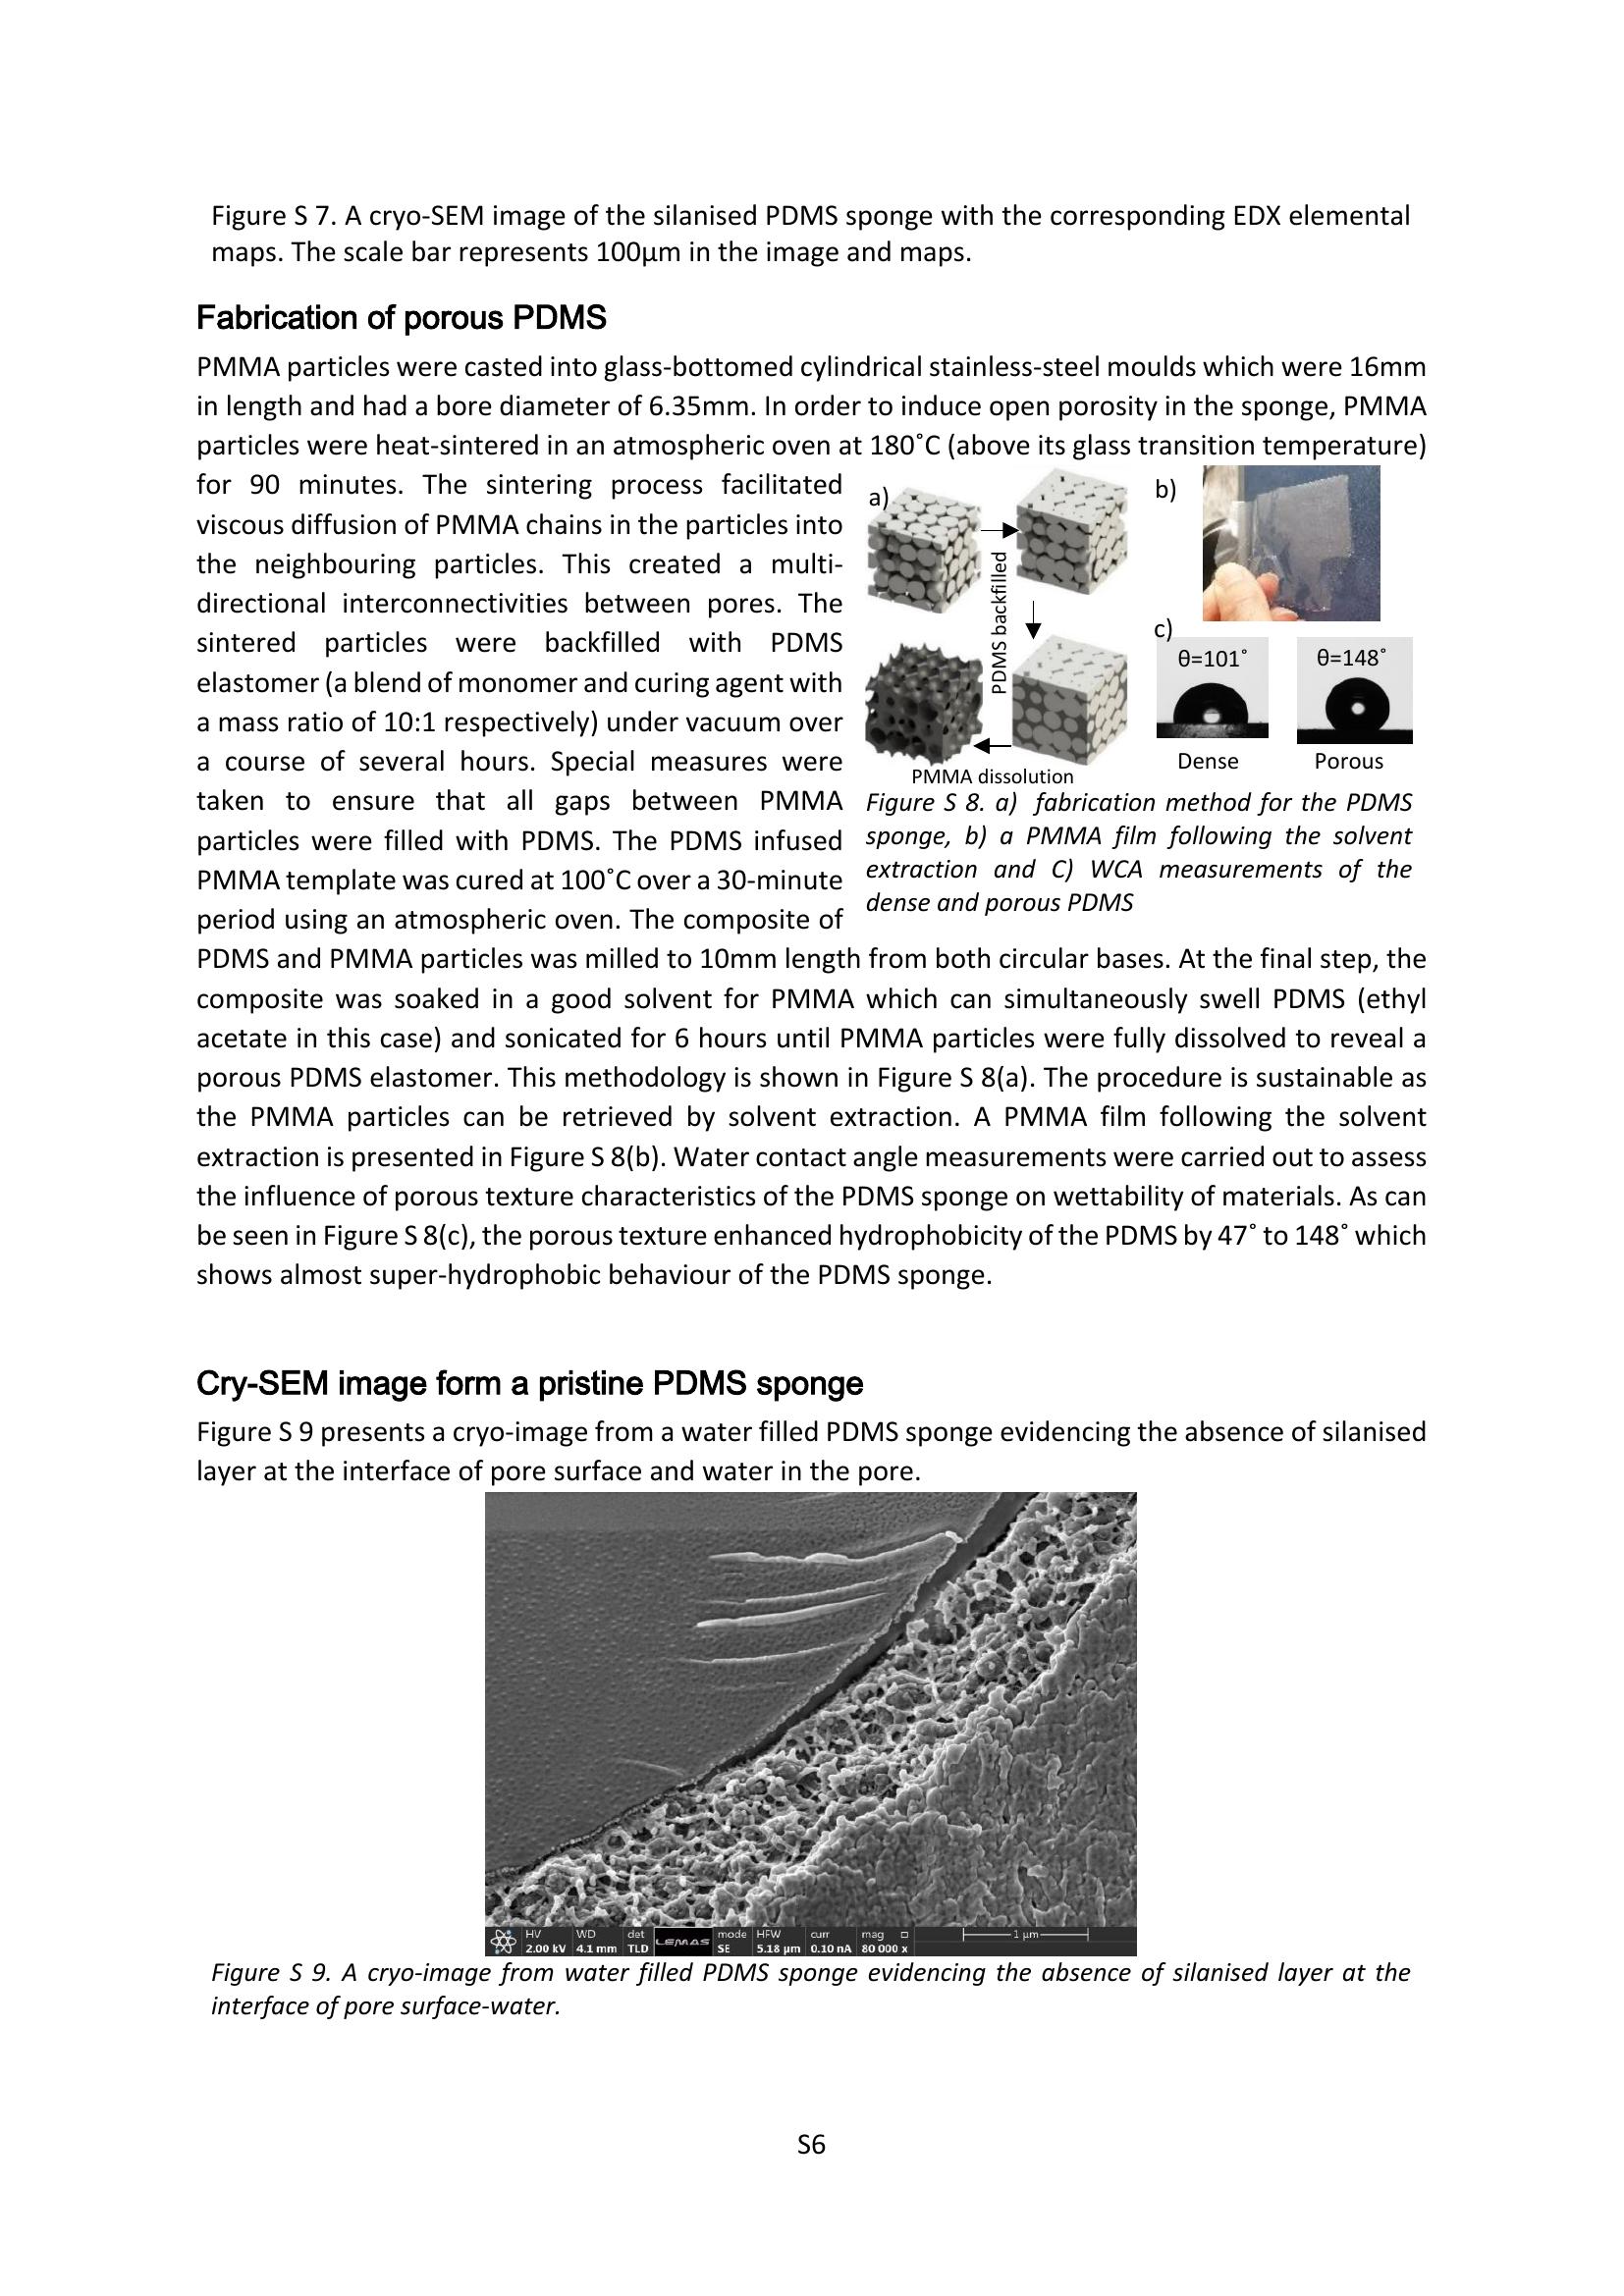 Figure S 7. A cryo-SEM image of the silanised PDMS sponge with the corresponding EDX elemental
maps. The scale bar represents 100µm in the image and maps.
Fabrication of porous PDMS
PMMA particles were casted into glass-bottomed cylindrical stainless-steel moulds which were 16mm
in length and had a bore diameter of 6.35mm. In order to induce open porosity in the sponge, PMMA
particles were heat-sintered in an atmospheric oven at 180˚C (above its glass transition temperature)
for 90 minutes. The sintering process facilitated
viscous diffusion of PMMA chains in the particles into
the neighbouring particles. This created a multi-
directional interconnectivities between pores. The
sintered particles were backfilled with PDMS
elastomer (a blend of monomer and curing agent with
a mass ratio of 10:1 respectively) under vacuum over
a course of several hours. Special measures were
taken to ensure that all gaps between PMMA
particles were filled with PDMS. The PDMS infused
PMMA template was cured at 100˚C over a 30-minute
period using an atmospheric oven. The composite of
a)
PDMS backfilled
PMMA dissolution
b)
c)
θ=101˚
θ=148˚
Dense
Porous
Figure S 8. a) fabrication method for the PDMS
sponge, b) a PMMA film following the solvent
extraction and C) WCA measurements of the
dense and porous PDMS
PDMS and PMMA particles was milled to 10mm length from both circular bases. At the final step, the
composite was soaked in a good solvent for PMMA which can simultaneously swell PDMS (ethyl
acetate in this case) and sonicated for 6 hours until PMMA particles were fully dissolved to reveal a
porous PDMS elastomer. This methodology is shown in Figure S 8(a). The procedure is sustainable as
the PMMA particles can be retrieved by solvent extraction. A PMMA film following the solvent
extraction is presented in Figure S 8(b). Water contact angle measurements were carried out to assess
the influence of porous texture characteristics of the PDMS sponge on wettability of materials. As can
be seen in Figure S 8(c), the porous texture enhanced hydrophobicity of the PDMS by 47˚ to 148˚ which
shows almost super-hydrophobic behaviour of the PDMS sponge.
Cry-SEM image form a pristine PDMS sponge
Figure S 9 presents a cryo-image from a water filled PDMS sponge evidencing the absence of silanised
layer at the interface of pore surface and water in the pore.
HV WD det LEMAS mode HFW curr mag 1 µm
2.00 kV 4.1 mm TLD SE 5.18 µm 0.10 nA 80 000 x
Figure S 9. A cryo-image from water filled PDMS sponge evidencing the absence of silanised layer at the
interface of pore surface-water.
S6